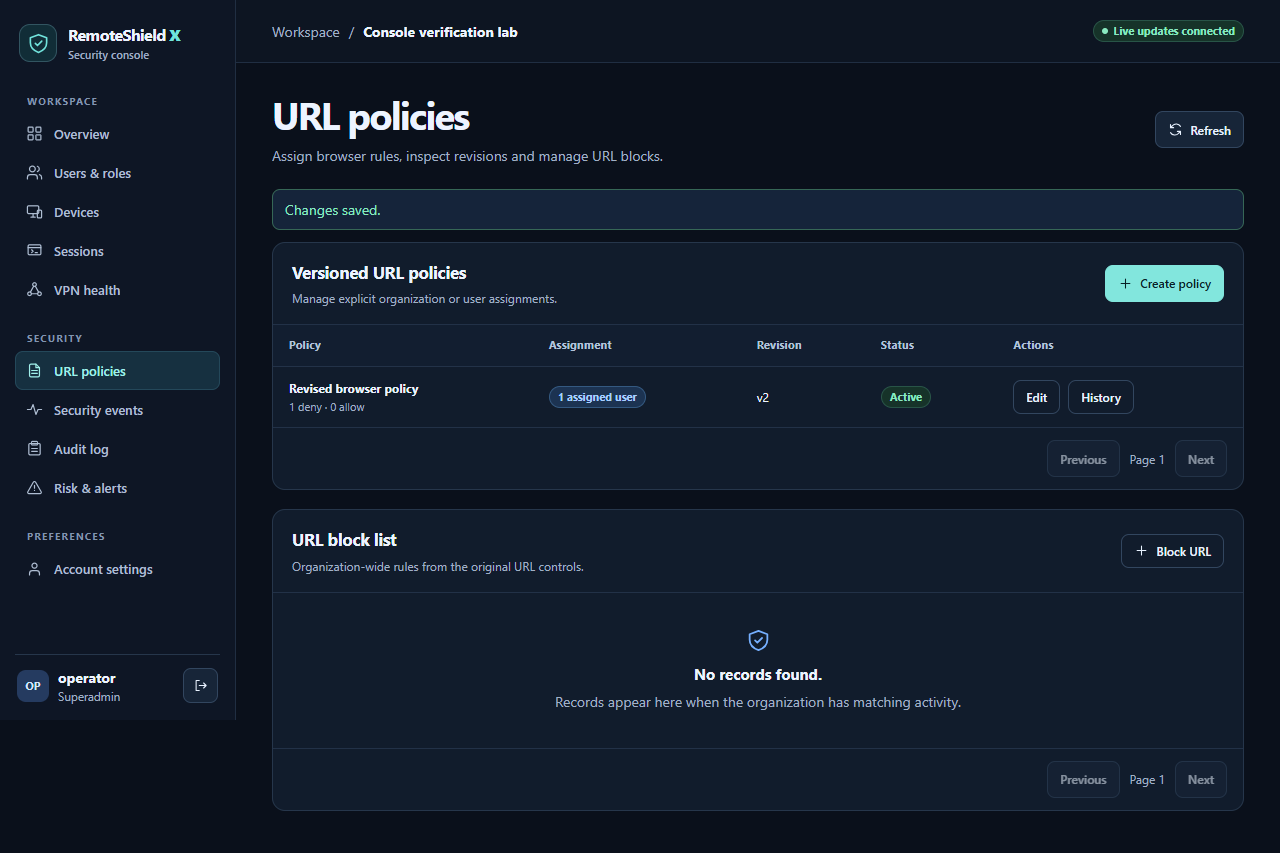 RemoteShield X
Security console
WORKSPACE
Overview
Users & roles
Devices
Sessions
VPN health
SECURITY
URL policies
Security events
Audit log
Risk & alerts
PREFERENCES
Account settings
OP
operator
Superadmin
Workspace / Console verification lab
Live updates connected
URL policies
Assign browser rules, inspect revisions and manage URL blocks.
Refresh
Changes saved.
Versioned URL policies
Manage explicit organization or user assignments.
Create policy
Policy Assignment Revision Status Actions
Revised browser policy
1 deny · 0 allow
1 assigned user
v2
Active
Edit
History
Previous Page 1 Next
URL block list
Organization-wide rules from the original URL controls.
Block URL
No records found.
Records appear here when the organization has matching activity.
Previous Page 1 Next